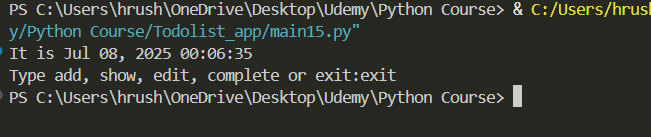 PS C:\Users\hrush\OneDrive\Desktop\Udemy\Python Course> & C:/Users/hrush
y/Python Course/Todolist_app/main15.py"
It is Jul 08, 2025 00:06:35
Type add, show, edit, complete or exit:exit
PS C:\Users\hrush\OneDrive\Desktop\Udemy\Python Course>